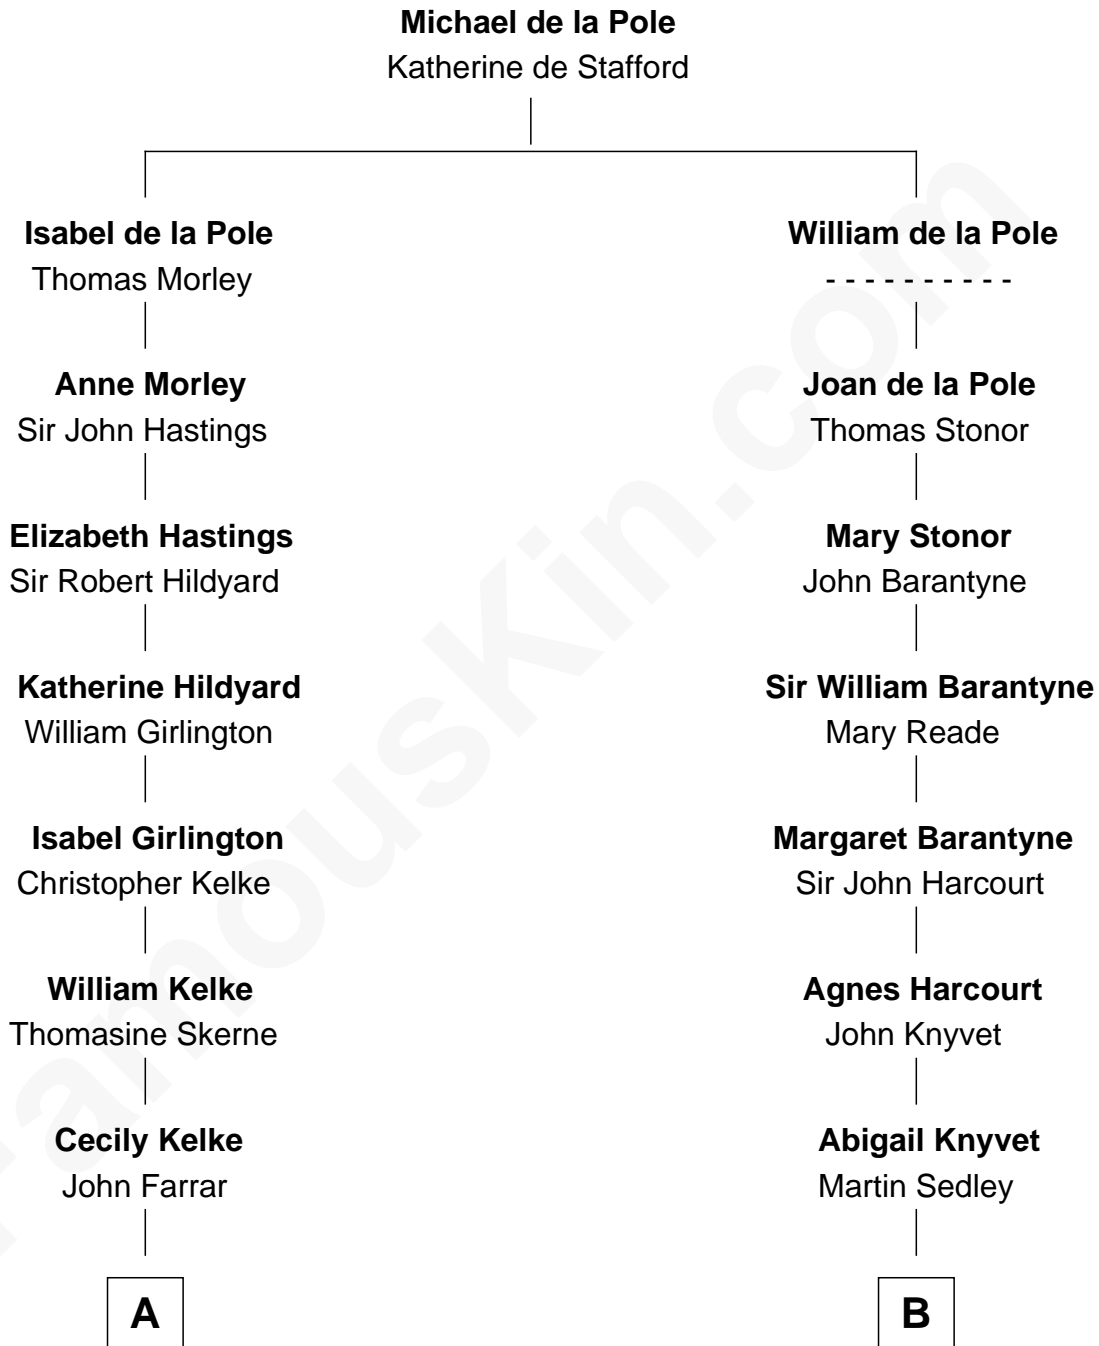 Michael de la Pole
Katherine de Stafford
Isabel de la Pole
Thomas Morley
William de la Pole
- - - - - - - - - -
Anne Morley
Sir John Hastings
Joan de la Pole
Thomas Stonor
Elizabeth Hastings
Sir Robert Hildyard
Mary Stonor
John Barantyne
Katherine Hildyard
William Girlington
Sir William Barantyne
Mary Reade
Isabel Girlington
Christopher Kelke
Margaret Barantyne
Sir John Harcourt
William Kelke
Thomasine Skerne
Agnes Harcourt
John Knyvet
Cecily Kelke
John Farrar
Abigail Knyvet
Martin Sedley
A
B
FamousKin.com